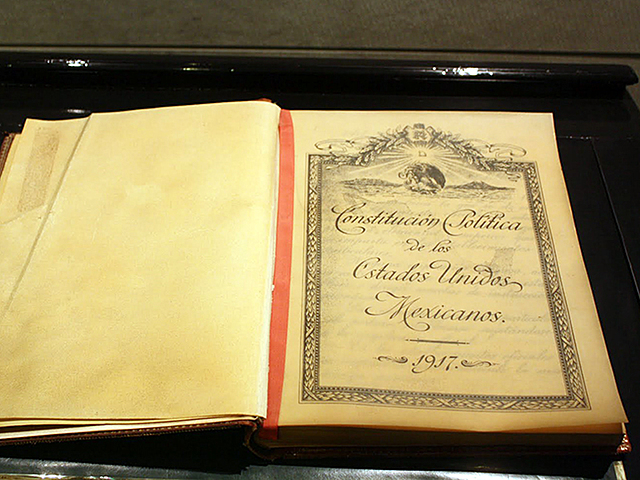 Constitución Política
de los
Estados Unidos
Mexicanos.
1917.